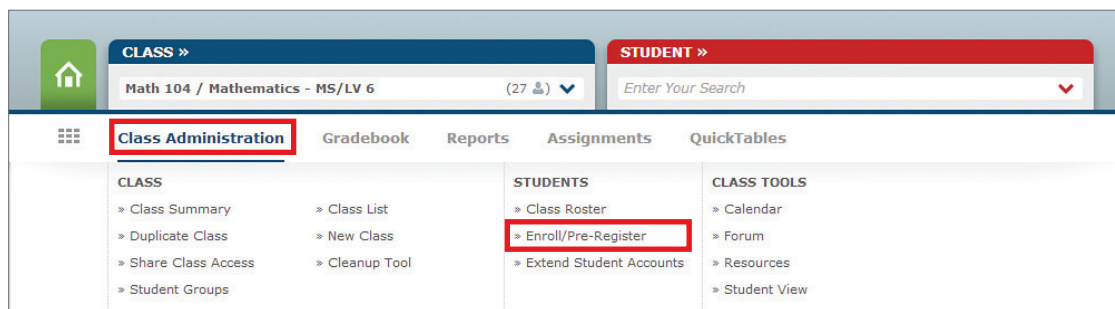 CLASS »
STUDENT »
Math 104 / Mathematics - MS/LV 6 (27 )
Enter Your Search
Class Administration Gradebook Reports Assignments QuickTables
CLASS
» Class Summary
» Duplicate Class
» Share Class Access
» Student Groups
» Class List
» New Class
» Cleanup Tool
STUDENTS
» Class Roster
» Enroll/Pre-Register
» Extend Student Accounts
CLASS TOOLS
» Calendar
» Forum
» Resources
» Student View